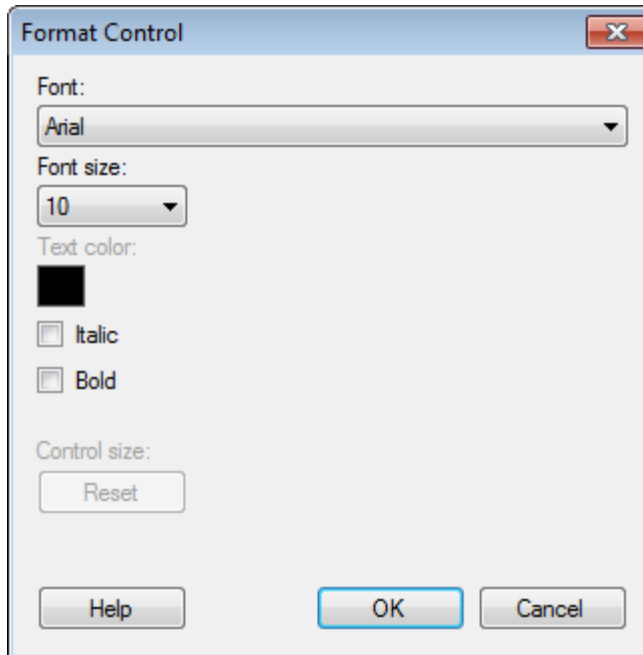 Format Control
Font:
Arial
Font size:
10
Text color:
Italic
Bold
Control size:
Reset
Help OK Cancel